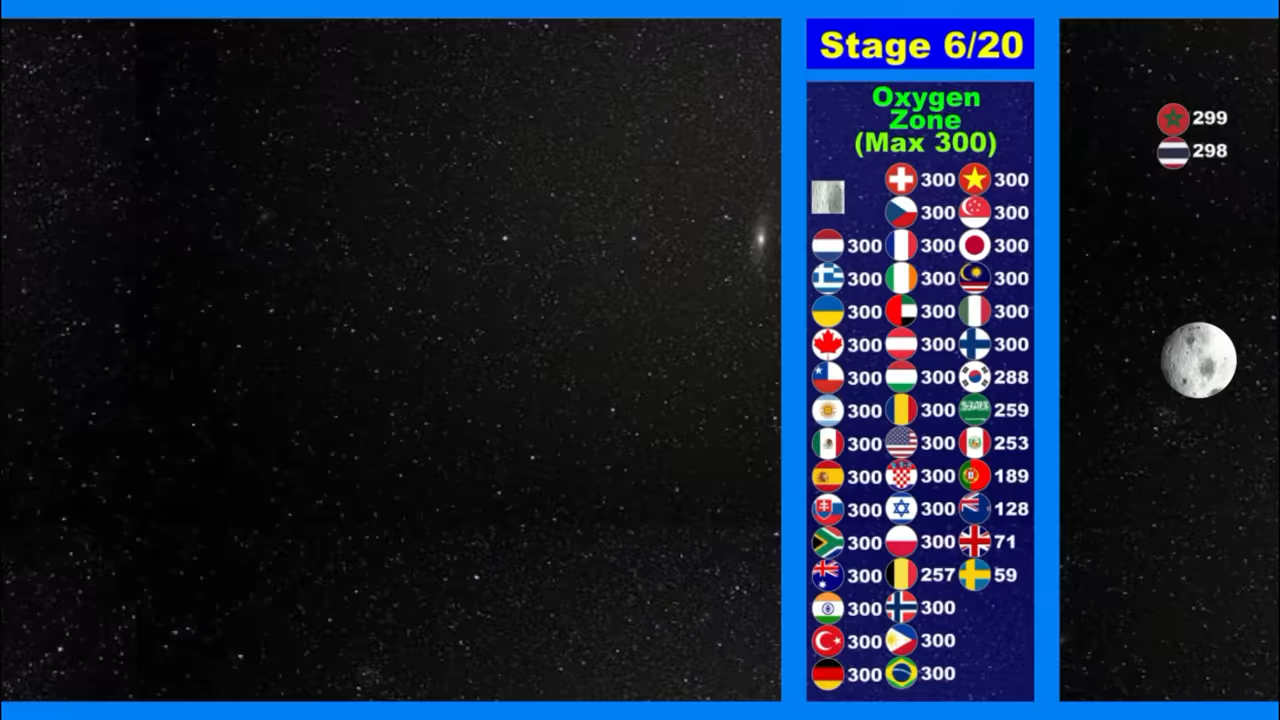 Stage 6/20
Oxygen
Zone
(Max 300)
299
298
300 300
300 300
300 300 300
300 300 300
300 300 300
300 300 300
300 300 288
300 300 259
300 300 253
300 300 189
300 300 128
300 300 71
300 257 59
300 300
300 300
300 300